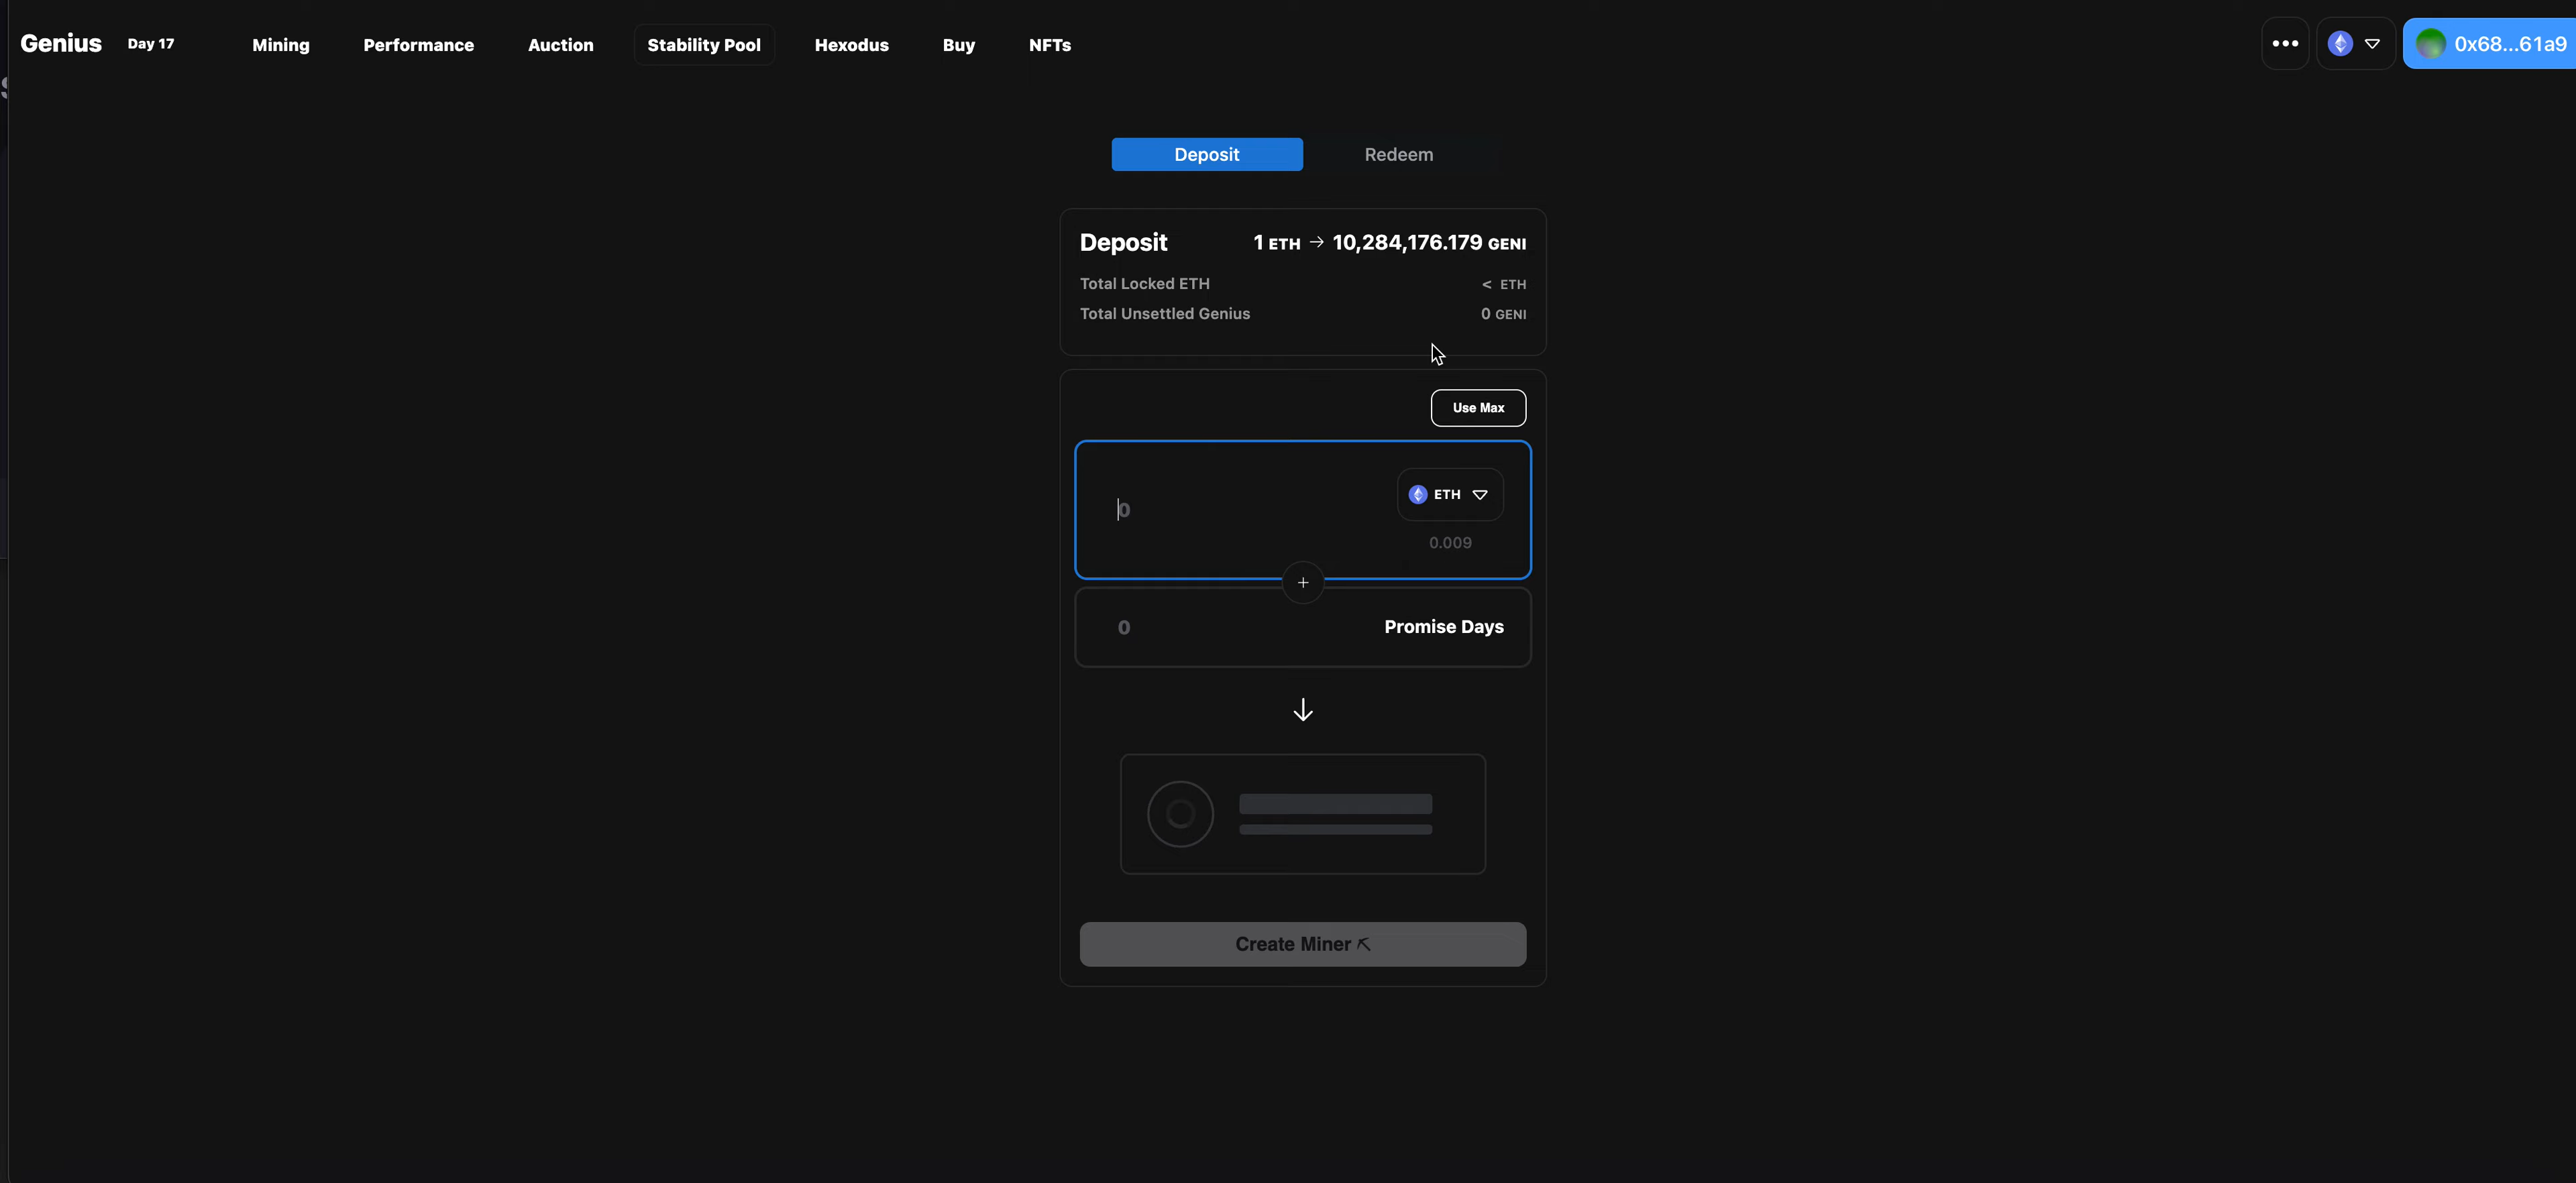 Genius Day 17 Mining Performance Auction Stability Pool Hexodus Buy NFTs 0x68...61a9
Deposit Redeem
Deposit 1 ETH → 10,284,176.179 GENI
Total Locked ETH < ETH
Total Unsettled Genius 0 GENI
Use Max
0 ETH
0.009
+
0 Promise Days
Create Miner